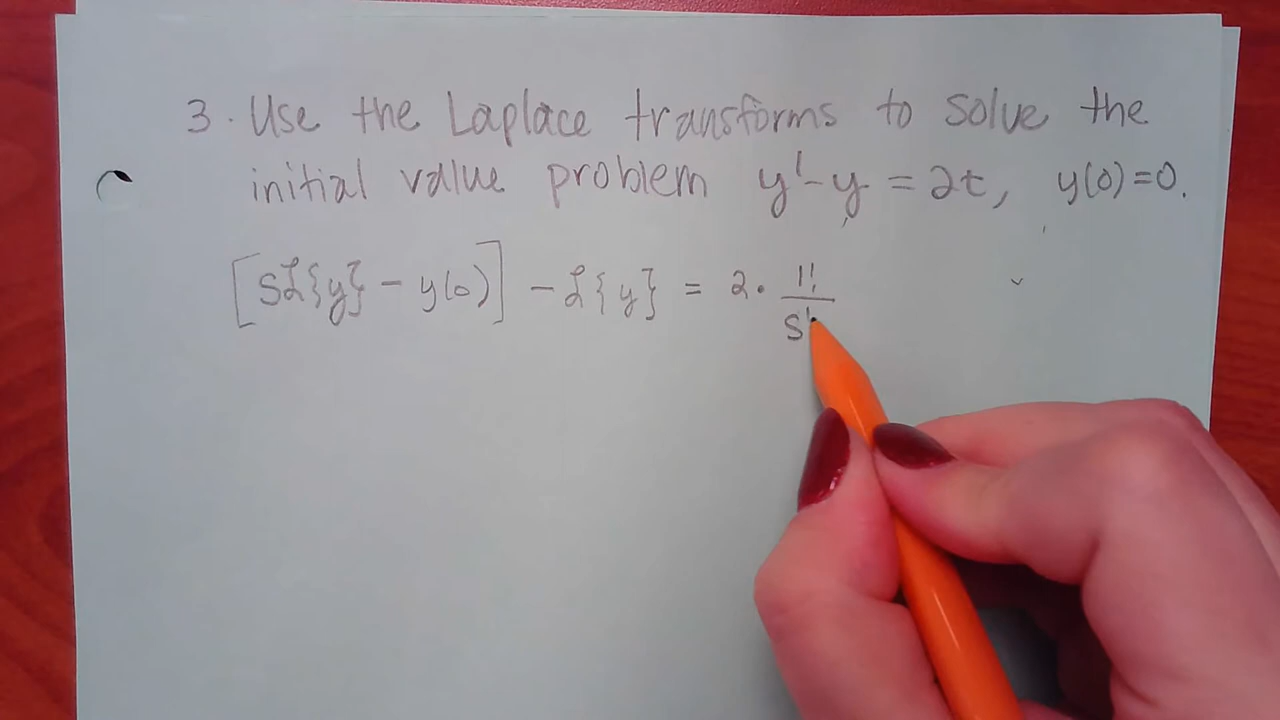 3. Use the Laplace transforms to solve the
initial value problem y' - y = 2t, y(0)=0.
[sℒ{y} - y(0)] - ℒ{y} = 2 · 1!/s